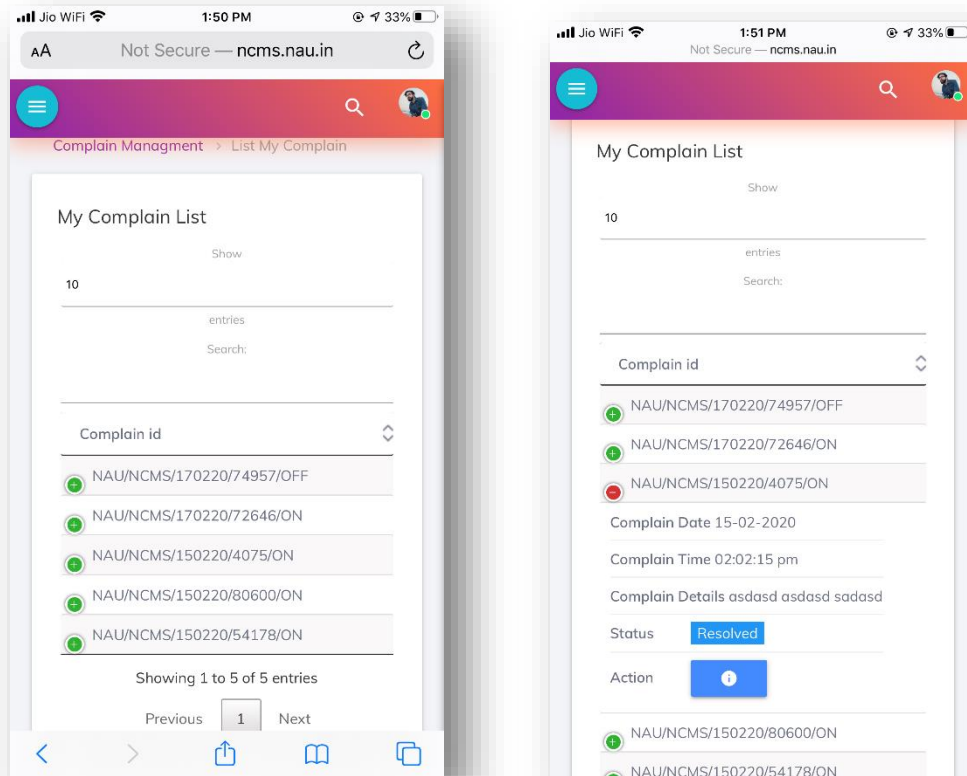 Jio WiFi 1:50 PM 33%
AA Not Secure — ncms.nau.in
Complain Managment > List My Complain
My Complain List
Show
10
entries
Search:
Complain id
NAU/NCMS/170220/74957/OFF
NAU/NCMS/170220/72646/ON
NAU/NCMS/150220/4075/ON
NAU/NCMS/150220/80600/ON
NAU/NCMS/150220/54178/ON
Showing 1 to 5 of 5 entries
Previous 1 Next
Jio WiFi 1:51 PM 33%
Not Secure — ncms.nau.in
My Complain List
Show
10
entries
Search:
Complain id
NAU/NCMS/170220/74957/OFF
NAU/NCMS/170220/72646/ON
NAU/NCMS/150220/4075/ON
Complain Date 15-02-2020
Complain Time 02:02:15 pm
Complain Details asdasd asdasd sadasd
Status Resolved
Action
NAU/NCMS/150220/80600/ON
NAU/NCMS/150220/54178/ON